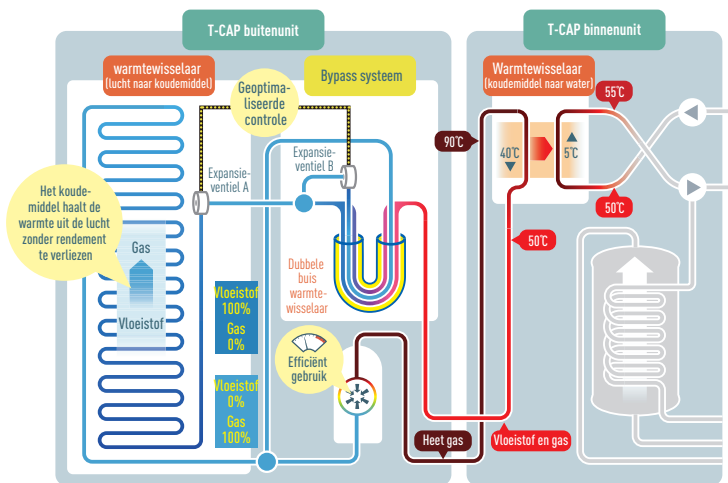 T-CAP buitenunit
T-CAP binnenunit
warmtewisselaar
(lucht naar koudemiddel)
Bypass systeem
Warmtewisselaar
(koudemiddel naar water)
Geoptima-
liseerde
controle
Expansie-
ventiel A
Expansie-
ventiel B
Het koude-
middel haalt de
warmte uit de lucht
zonder rendement
te verliezen
Gas
Vloeistof
Vloeistof
100%
Gas
0%
Vloeistof
0%
Gas
100%
Dubbele
buis
warmte-
wisselaar
Efficiënt
gebruik
90℃
40℃
5℃
55℃
50℃
50℃
Heet gas
Vloeistof en gas